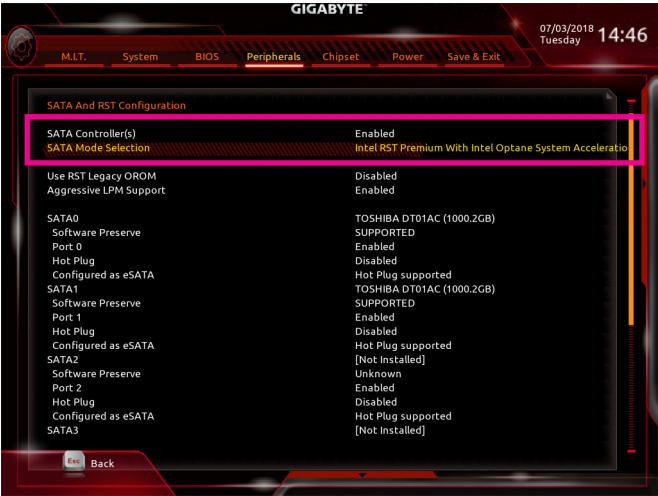 GIGABYTE
07/03/2018 Tuesday 14:46
M.I.T. System BIOS Peripherals Chipset Power Save & Exit
SATA And RST Configuration
SATA Controller(s) Enabled
SATA Mode Selection Intel RST Premium With Intel Optane System Acceleratio
Use RST Legacy OROM Disabled
Aggressive LPM Support Enabled
SATA0 TOSHIBA DT01AC (1000.2GB)
Software Preserve SUPPORTED
Port 0 Enabled
Hot Plug Disabled
Configured as eSATA Hot Plug supported
SATA1 TOSHIBA DT01AC (1000.2GB)
Software Preserve SUPPORTED
Port 1 Enabled
Hot Plug Disabled
Configured as eSATA Hot Plug supported
SATA2 [Not Installed]
Software Preserve Unknown
Port 2 Enabled
Hot Plug Disabled
Configured as eSATA Hot Plug supported
SATA3 [Not Installed]
Esc Back